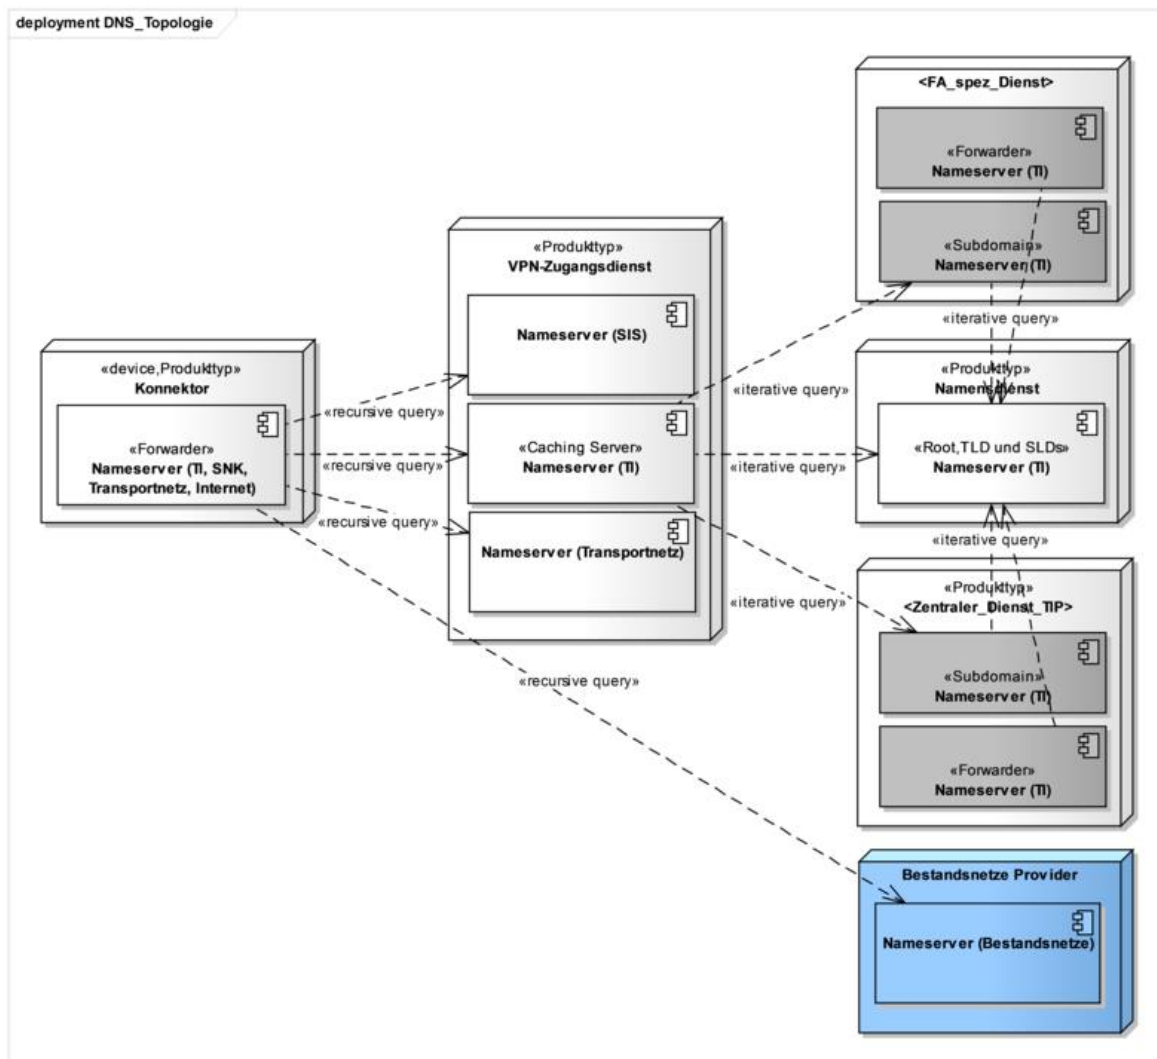 deployment DNS_Topologie
«device,Produkttyp»
Konnektor
«Forwarder»
Nameserver (TI, SNK,
Transportnetz, Internet)
«recursive query»
«recursive query»
«recursive query»
«recursive query»
«Produkttyp»
VPN-Zugangsdienst
Nameserver (SIS)
«Caching Server»
Nameserver (TI)
Nameserver (Transportnetz)
«iterative query»
«iterative query»
«iterative query»
<FA_spez_Dienst>
«Forwarder»
Nameserver (TI)
«Subdomain»
Nameserver (TI)
«iterative query»
«Produkttyp»
Namensdienst
«Root,TLD und SLDs»
Nameserver (TI)
«iterative query»
«Produkttyp»
<Zentraler_Dienst_TIP>
«Subdomain»
Nameserver (TI)
«Forwarder»
Nameserver (TI)
Bestandsnetze Provider
Nameserver (Bestandsnetze)